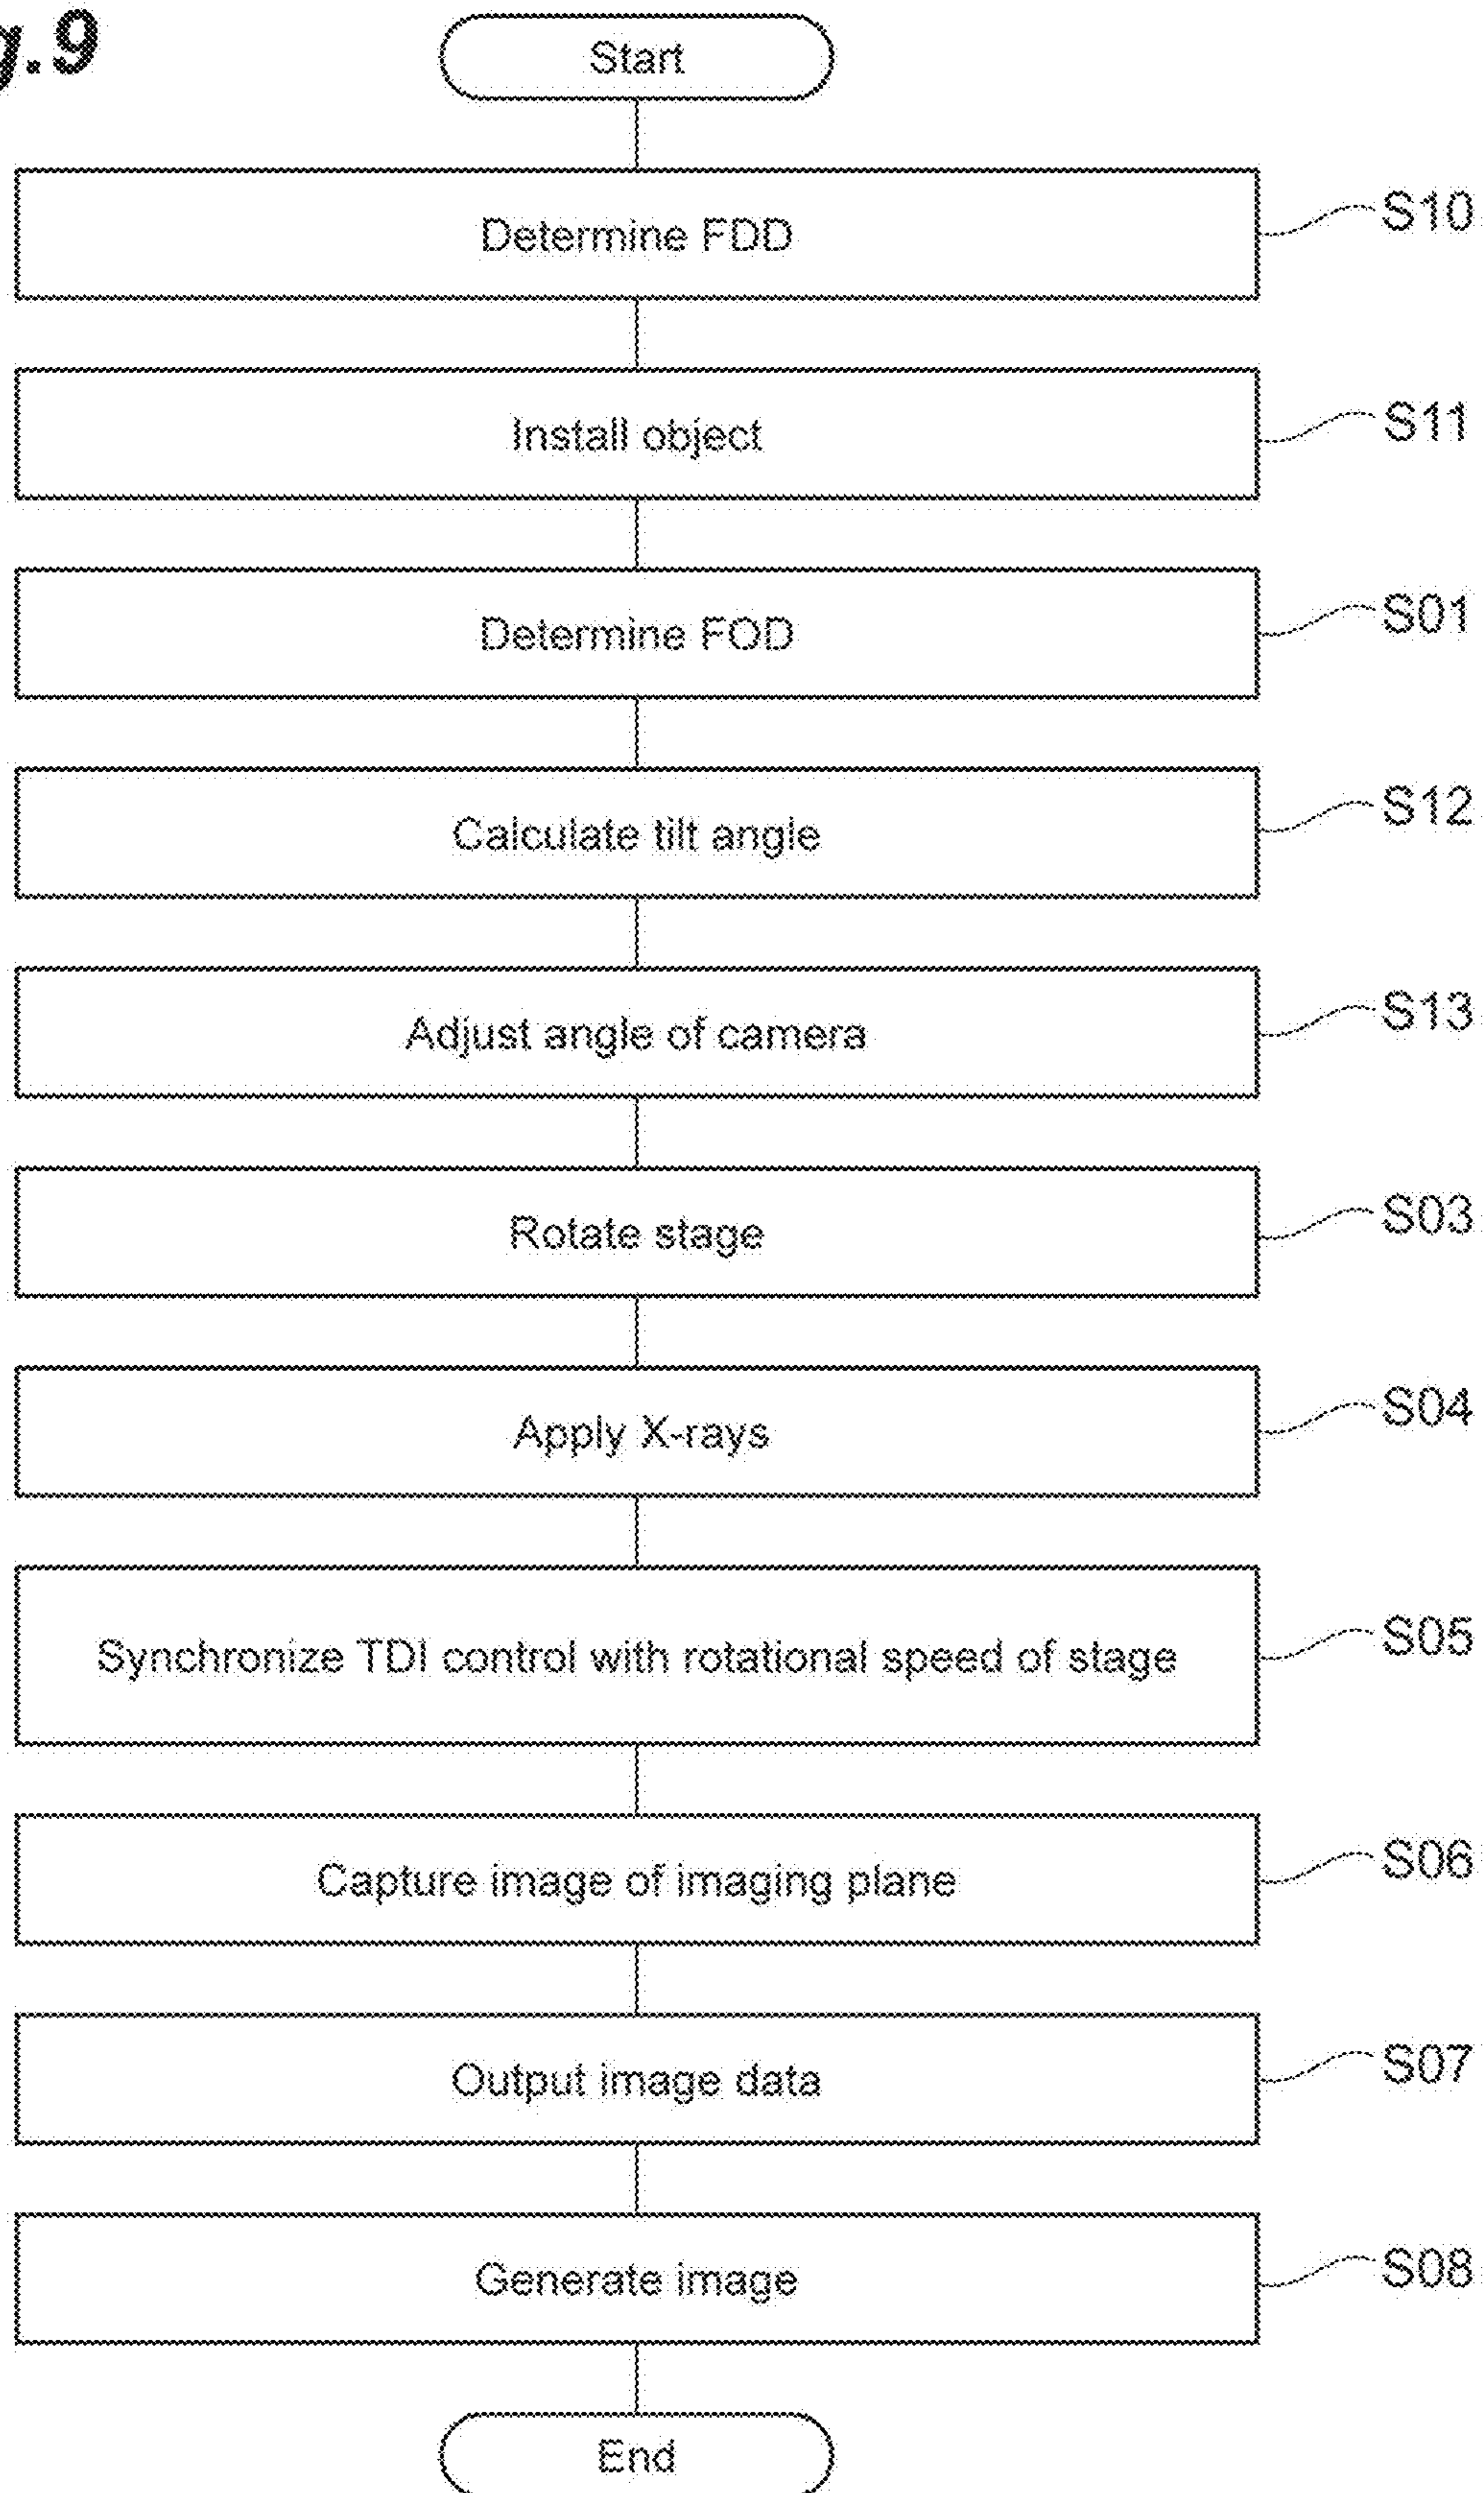 g.9
Start
Determine FDD
S10
Install object
S11
Determine FOD
S01
Calculate tilt angle
S12
Adjust angle of camera
S13
Rotate stage
S03
Apply X-rays
S04
Synchronize TDI control with rotational speed of stage
S05
Capture image of imaging plane
S06
Output image data
S07
Generate image
S08
End